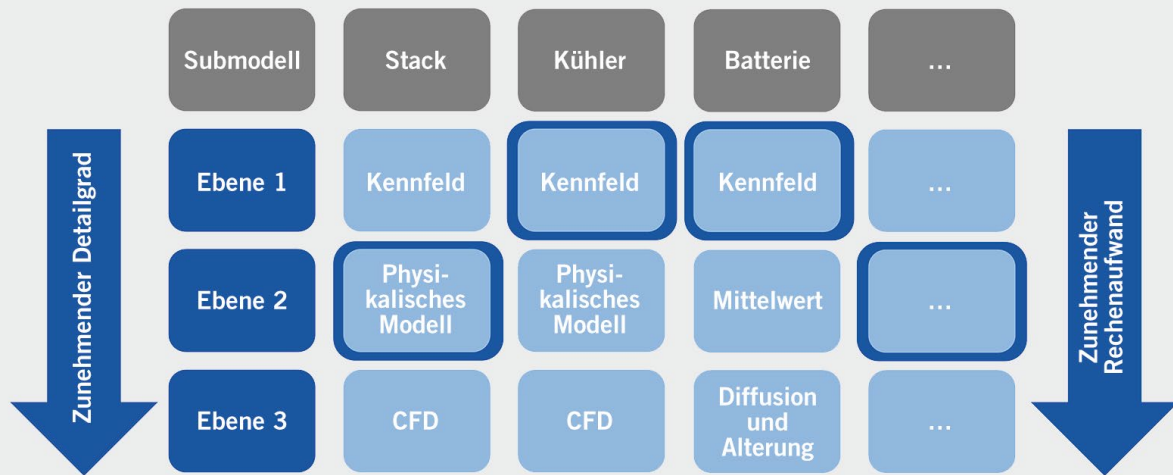 Submodell
Stack
Kühler
Batterie
...
Zunehmender Detailgrad
Ebene 1
Kennfeld
Kennfeld
Kennfeld
...
Zunehmender
Rechenaufwand
Ebene 2
Physi-
kalisches
Modell
Physi-
kalisches
Modell
Mittelwert
...
Ebene 3
CFD
CFD
Diffusion
und
Alterung
...